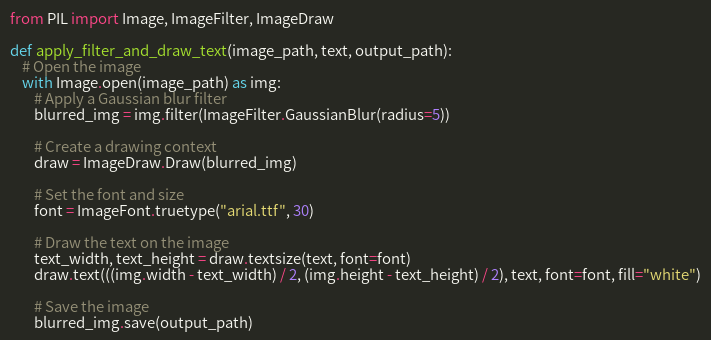 from PIL import Image, ImageFilter, ImageDraw
def apply_filter_and_draw_text(image_path, text, output_path):
# Open the image
with Image.open(image_path) as img:
# Apply a Gaussian blur filter
blurred_img = img.filter(ImageFilter.GaussianBlur(radius=5))
# Create a drawing context
draw = ImageDraw.Draw(blurred_img)
# Set the font and size
font = ImageFont.truetype("arial.ttf", 30)
# Draw the text on the image
text_width, text_height = draw.textsize(text, font=font)
draw.text(((img.width - text_width) / 2, (img.height - text_height) / 2), text, font=font, fill="white")
# Save the image
blurred_img.save(output_path)